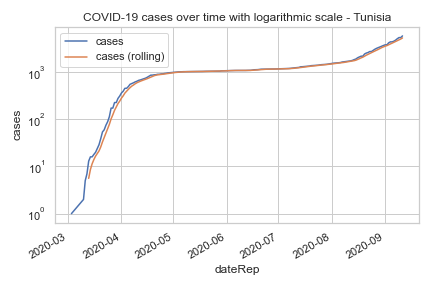 COVID-19 cases over time with logarithmic scale - Tunisia
cases
cases (rolling)
10³
10²
10¹
10⁰
cases
2020-03
2020-04
2020-05
2020-06
2020-07
2020-08
2020-09
dateRep